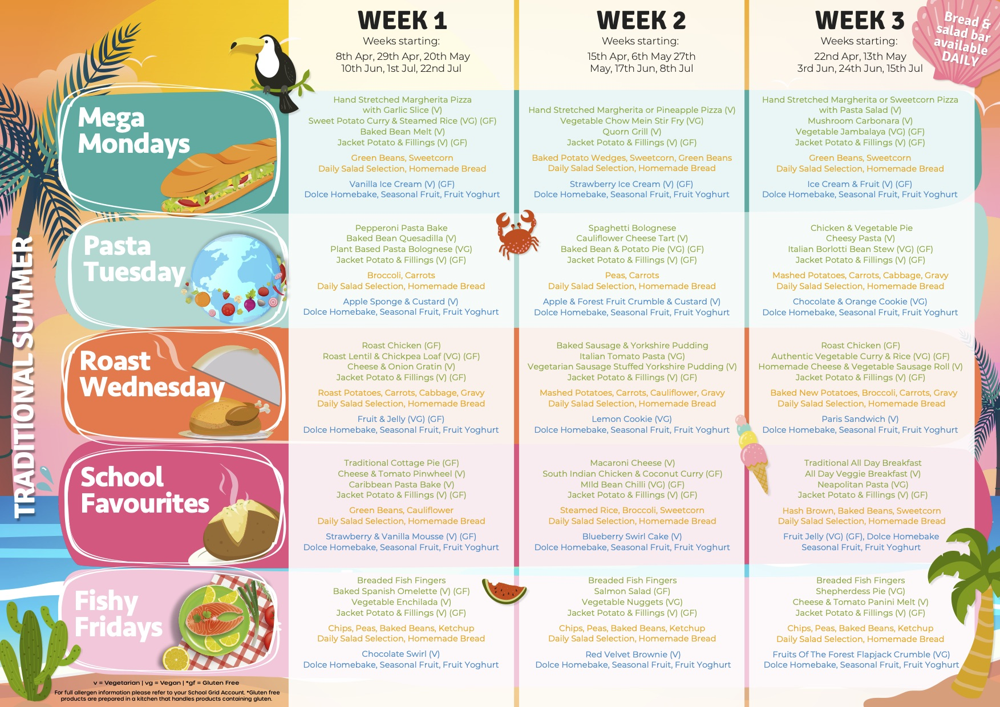 WEEK 1
Weeks starting:
8th Apr, 29th Apr, 20th May
10th Jun, 1st Jul, 22nd Jul
WEEK 2
Weeks starting:
15th Apr, 6th May 27th
May, 17th Jun, 8th Jul
WEEK 3
Weeks starting:
22nd Apr, 13th May
3rd Jun, 24th Jun, 15th Jul
Bread &
salad bar
available
DAILY
TRADITIONAL SUMMER
Mega
Mondays
Hand Stretched Margherita Pizza
with Garlic Slice (V)
Sweet Potato Curry & Steamed Rice (VG) (GF)
Baked Bean Melt (V)
Jacket Potato & Fillings (V) (GF)
Green Beans, Sweetcorn
Daily Salad Selection, Homemade Bread
Vanilla Ice Cream (V) (GF)
Dolce Homebake, Seasonal Fruit, Fruit Yoghurt
Hand Stretched Margherita or Pineapple Pizza (V)
Vegetable Chow Mein Stir Fry (VG)
Quorn Grill (V)
Jacket Potato & Fillings (V) (GF)
Baked Potato Wedges, Sweetcorn, Green Beans
Daily Salad Selection, Homemade Bread
Strawberry Ice Cream (V) (GF)
Dolce Homebake, Seasonal Fruit, Fruit Yoghurt
Hand Stretched Margherita or Sweetcorn Pizza
with Pasta Salad (V)
Mushroom Carbonara (V)
Vegetable Jambalaya (VG) (GF)
Jacket Potato & Fillings (V) (GF)
Green Beans, Sweetcorn
Daily Salad Selection, Homemade Bread
Ice Cream & Fruit (V) (GF)
Dolce Homebake, Seasonal Fruit, Fruit Yoghurt
Pasta
Tuesday
Pepperoni Pasta Bake
Baked Bean Quesadilla (V)
Plant Based Pasta Bolognese (VG)
Jacket Potato & Fillings (V) (GF)
Broccoli, Carrots
Daily Salad Selection, Homemade Bread
Apple Sponge & Custard (V)
Dolce Homebake, Seasonal Fruit, Fruit Yoghurt
Spaghetti Bolognese
Cauliflower Cheese Tart (V)
Baked Bean & Potato Pie (VG) (GF)
Jacket Potato & Fillings (V) (GF)
Peas, Carrots
Daily Salad Selection, Homemade Bread
Apple & Forest Fruit Crumble & Custard (V)
Dolce Homebake, Seasonal Fruit, Fruit Yoghurt
Chicken & Vegetable Pie
Cheesy Pasta (V)
Italian Borlotti Bean Stew (VG) (GF)
Jacket Potato & Fillings (V) (GF)
Mashed Potatoes, Carrots, Cabbage, Gravy
Daily Salad Selection, Homemade Bread
Chocolate & Orange Cookie (VG)
Dolce Homebake, Seasonal Fruit, Fruit Yoghurt
Roast
Wednesday
Roast Chicken (GF)
Roast Lentil & Chickpea Loaf (VG) (GF)
Cheese & Onion Gratin (V)
Jacket Potato & Fillings (V) (GF)
Roast Potatoes, Carrots, Cabbage, Gravy
Daily Salad Selection, Homemade Bread
Fruit & Jelly (VG) (GF)
Dolce Homebake, Seasonal Fruit, Fruit Yoghurt
Baked Sausage & Yorkshire Pudding
Italian Tomato Pasta (VG)
Vegetarian Sausage Stuffed Yorkshire Pudding (V)
Jacket Potato & Fillings (V) (GF)
Mashed Potatoes, Carrots, Cauliflower, Gravy
Daily Salad Selection, Homemade Bread
Lemon Cookie (VG)
Dolce Homebake, Seasonal Fruit, Fruit Yoghurt
Roast Chicken (GF)
Authentic Vegetable Curry & Rice (VG) (GF)
Homemade Cheese & Vegetable Sausage Roll (V)
Jacket Potato & Fillings (V) (GF)
Baked New Potatoes, Broccoli, Carrots, Gravy
Daily Salad Selection, Homemade Bread
Paris Sandwich (V)
Dolce Homebake, Seasonal Fruit, Fruit Yoghurt
School
Favourites
Traditional Cottage Pie (GF)
Cheese & Tomato Pinwheel (V)
Caribbean Pasta Bake (V)
Jacket Potato & Fillings (V) (GF)
Green Beans, Cauliflower
Daily Salad Selection, Homemade Bread
Strawberry & Vanilla Mousse (V) (GF)
Dolce Homebake, Seasonal Fruit, Fruit Yoghurt
Macaroni Cheese (V)
South Indian Chicken & Coconut Curry (GF)
MIld Bean Chilli (VG) (GF)
Jacket Potato & Fillings (V) (GF)
Steamed Rice, Broccoli, Sweetcorn
Daily Salad Selection, Homemade Bread
Blueberry Swirl Cake (V)
Dolce Homebake, Seasonal Fruit, Fruit Yoghurt
Traditional All Day Breakfast
All Day Veggie Breakfast (V)
Neapolitan Pasta (VG)
Jacket Potato & Fillings (V) (GF)
Hash Brown, Baked Beans, Sweetcorn
Daily Salad Selection, Homemade Bread
Fruit Jelly (VG) (GF), Dolce Homebake
Seasonal Fruit, Fruit Yoghurt
Fishy
Fridays
Breaded Fish Fingers
Baked Spanish Omelette (V) (GF)
Vegetable Enchilada (V)
Jacket Potato & Fillings (V) (GF)
Chips, Peas, Baked Beans, Ketchup
Daily Salad Selection, Homemade Bread
Chocolate Swirl (V)
Dolce Homebake, Seasonal Fruit, Fruit Yoghurt
Breaded Fish Fingers
Salmon Salad (GF)
Vegetable Nuggets (VG)
Jacket Potato & Fillings (V) (GF)
Chips, Peas, Baked Beans, Ketchup
Daily Salad Selection, Homemade Bread
Red Velvet Brownie (V)
Dolce Homebake, Seasonal Fruit, Fruit Yoghurt
Breaded Fish Fingers
Shepherdess Pie (VG)
Cheese & Tomato Panini Melt (V)
Jacket Potato & Fillings (V) (GF)
Chips, Peas, Baked Beans, Ketchup
Daily Salad Selection, Homemade Bread
Fruits Of The Forest Flapjack Crumble (VG)
Dolce Homebake, Seasonal Fruit, Fruit Yoghurt
v = Vegetarian | vg = Vegan | *gf = Gluten Free
For full allergen information please refer to your School Grid Account. *Gluten free
products are prepared in a kitchen that handles products containing gluten.